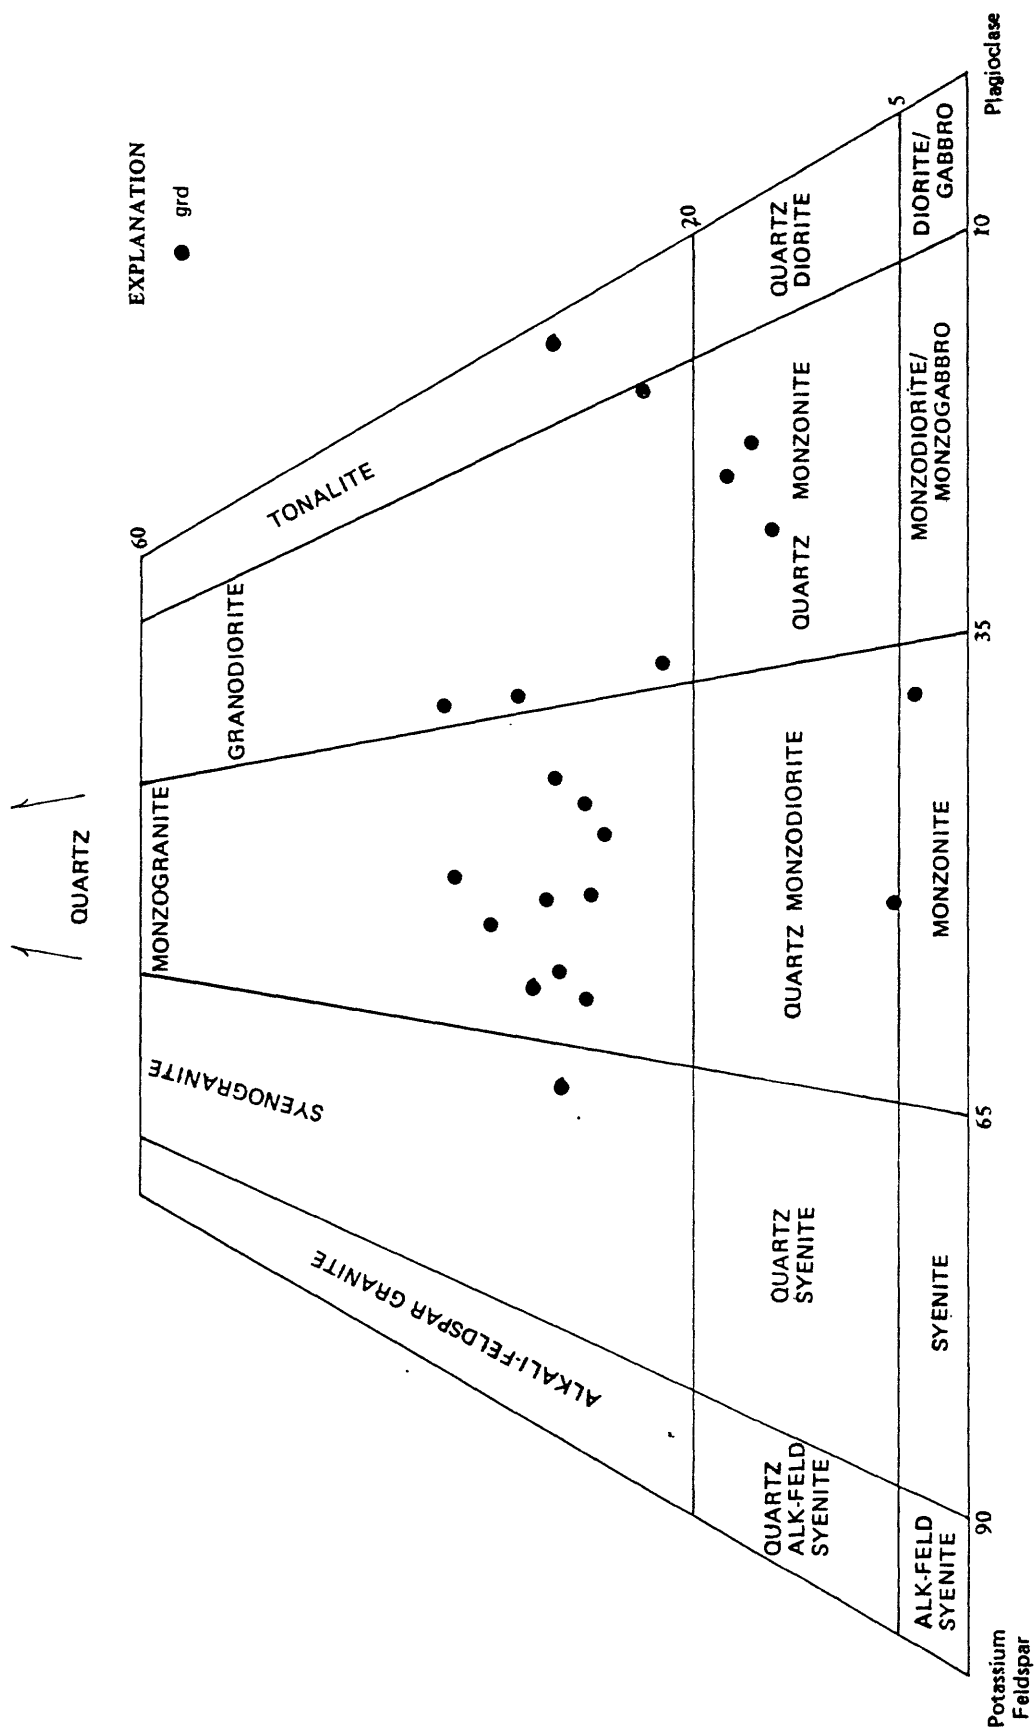 EXPLANATION
grd
QUARTZ
60
MONZOGRANITE
GRANODIORITE
TONALITE
SYENOGRANITE
ALKALI-FELDSPAR GRANITE
20
QUARTZ
ALK-FELD
SYENITE
QUARTZ
SYENITE
QUARTZ MONZODIORITE
QUARTZ MONZONITE
QUARTZ
DIORITE
5
ALK-FELD
SYENITE
SYENITE
MONZONITE
MONZODIORITE/
MONZOGABBRO
DIORITE/
GABBRO
Potassium
Feldspar
90
65
35
10
Plagioclase